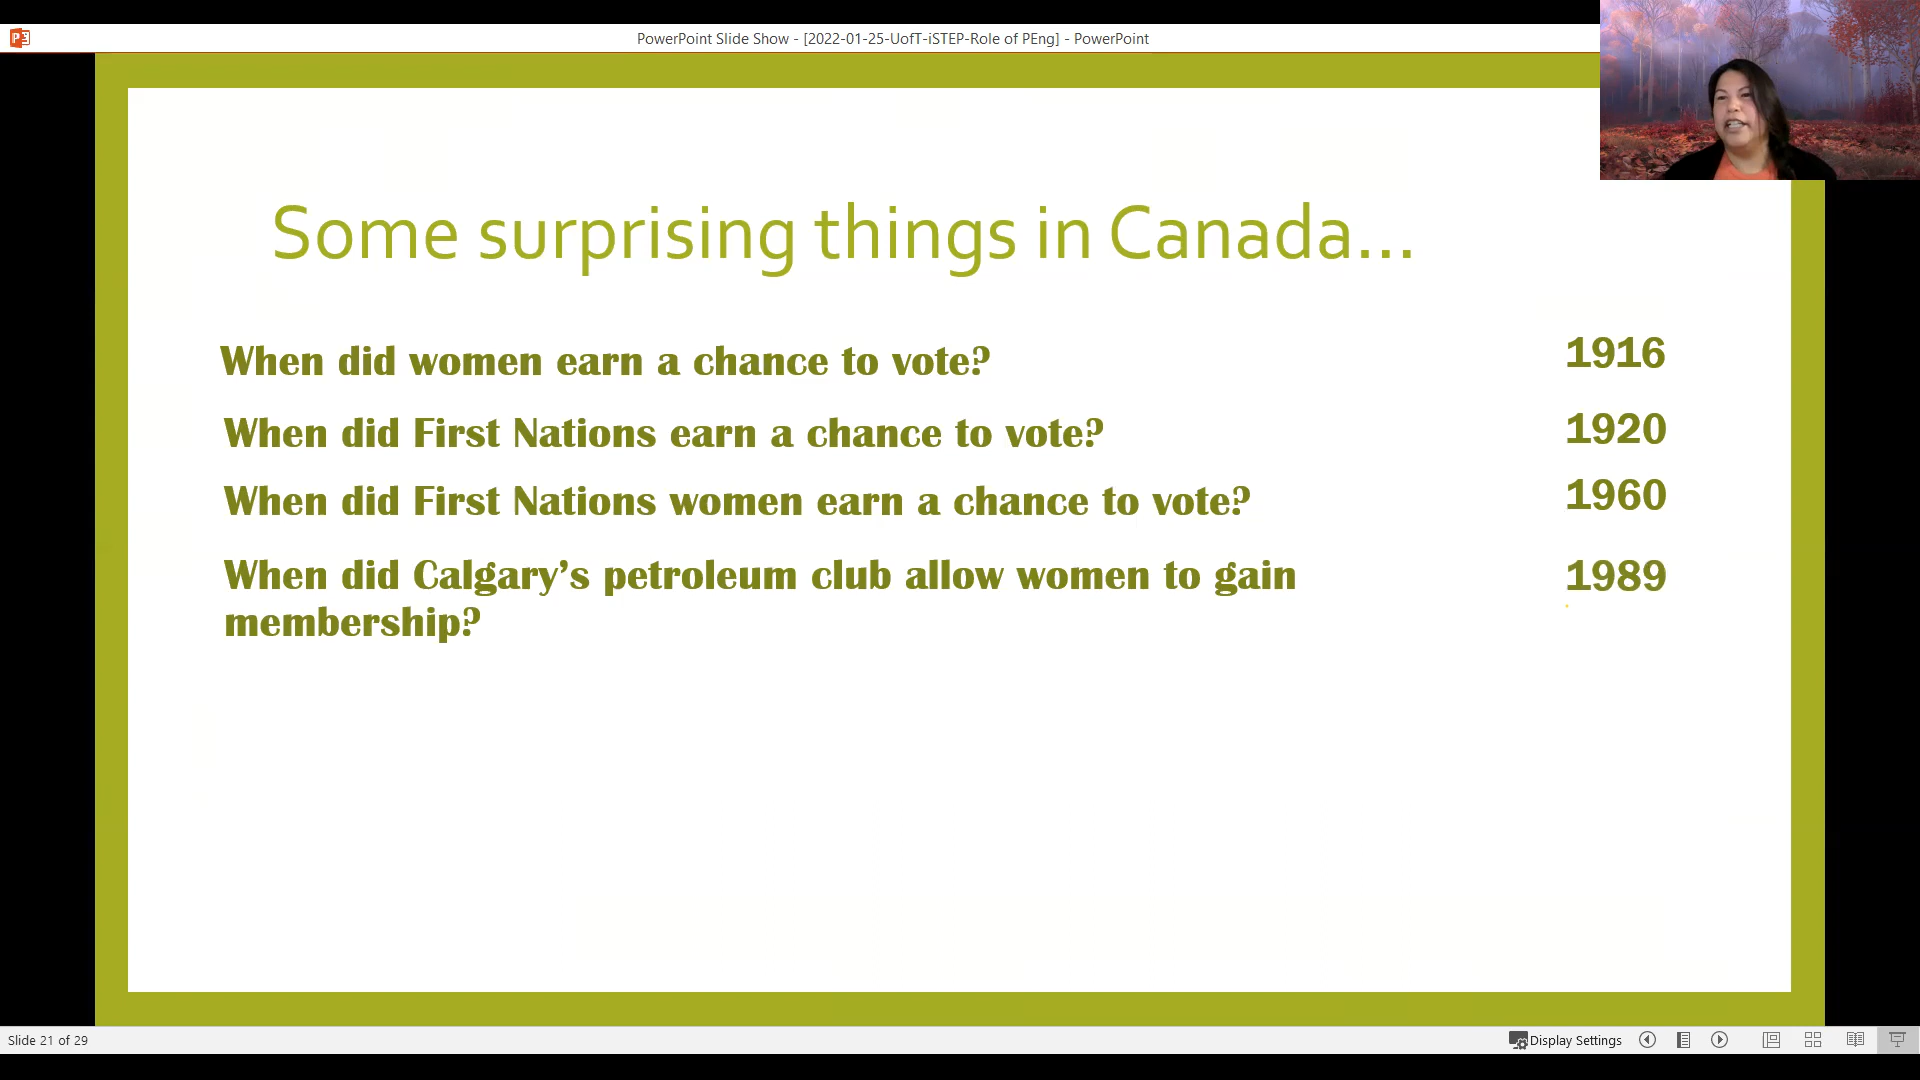 PowerPoint Slide Show - [2022-01-25-UofT-iSTEP-Role of PEng] - PowerPoint
Some surprising things in Canada...
When did women earn a chance to vote? 1916
When did First Nations earn a chance to vote? 1920
When did First Nations women earn a chance to vote? 1960
When did Calgary’s petroleum club allow women to gain 1989
membership?
Slide 21 of 29 Display Settings